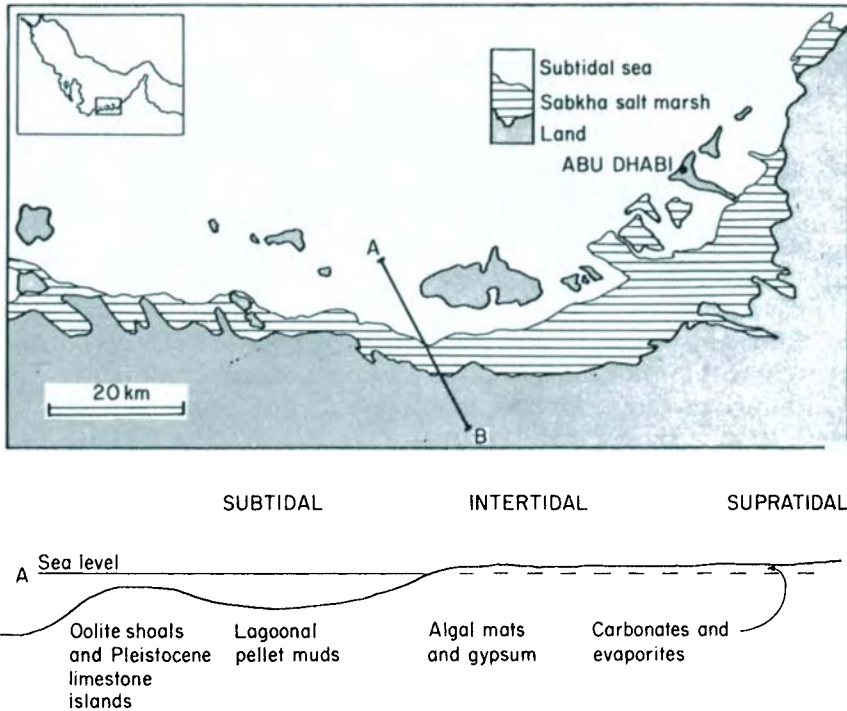 Subtidal sea
Sabkha salt marsh
Land
ABU DHABI
A
20 km
B
SUBTIDAL INTERTIDAL SUPRATIDAL
Sea level
A
Oolite shoals
and Pleistocene
limestone
islands
Lagoonal
pellet muds
Algal mats
and gypsum
Carbonates and
evaporites